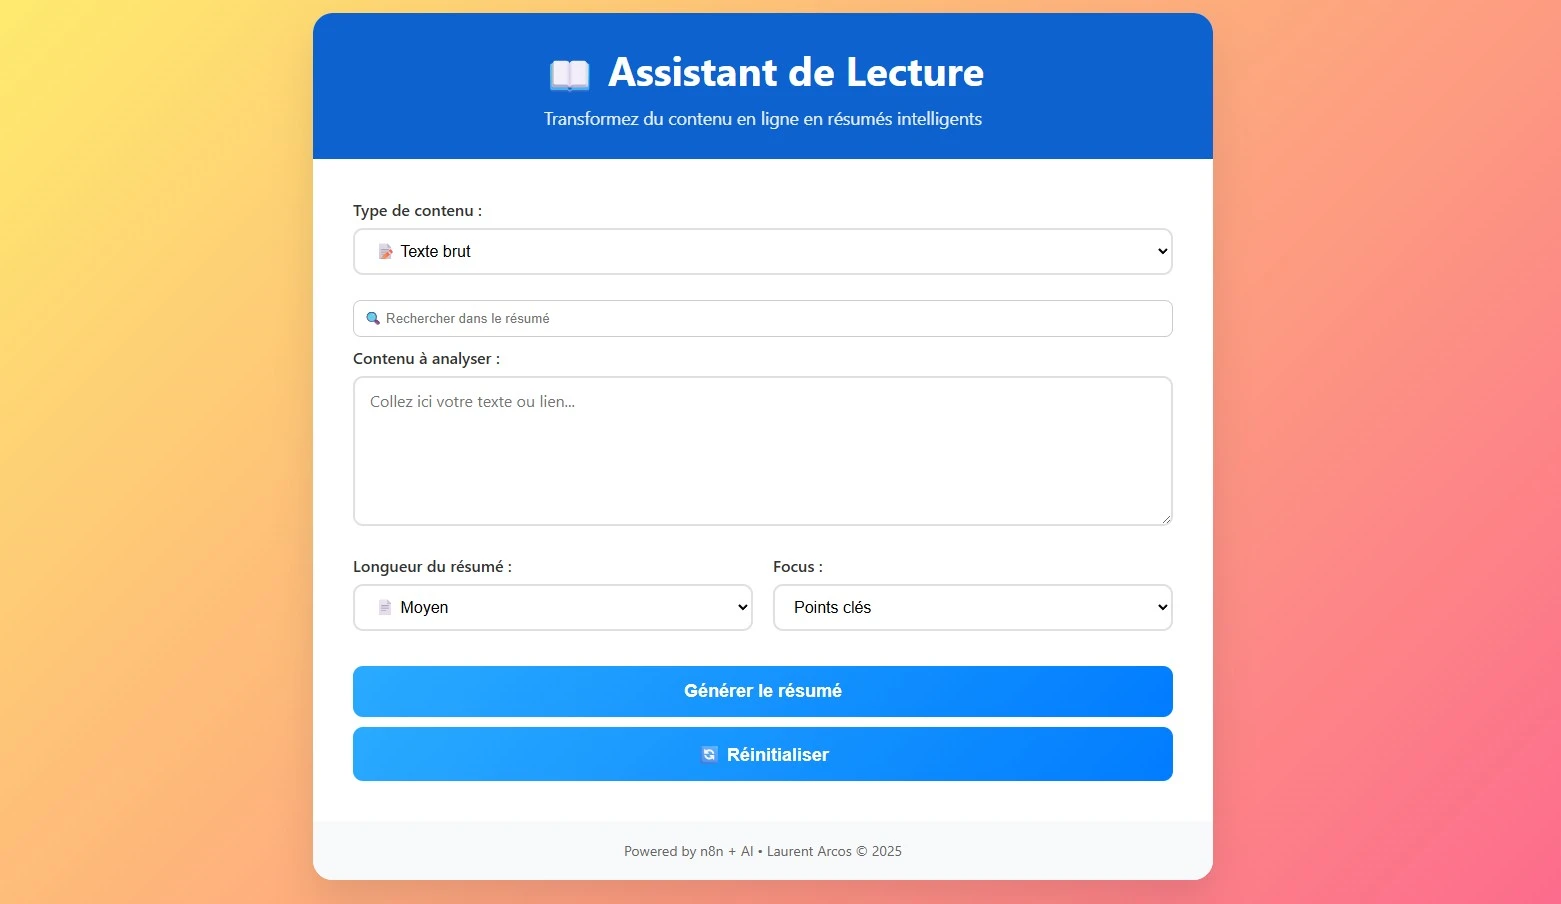 Assistant de Lecture
Transformez du contenu en ligne en résumés intelligents
Type de contenu :
Texte brut
Rechercher dans le résumé
Contenu à analyser :
Collez ici votre texte ou lien...
Longueur du résumé :
Focus :
Moyen
Points clés
Générer le résumé
Réinitialiser
Powered by n8n + AI • Laurent Arcos © 2025